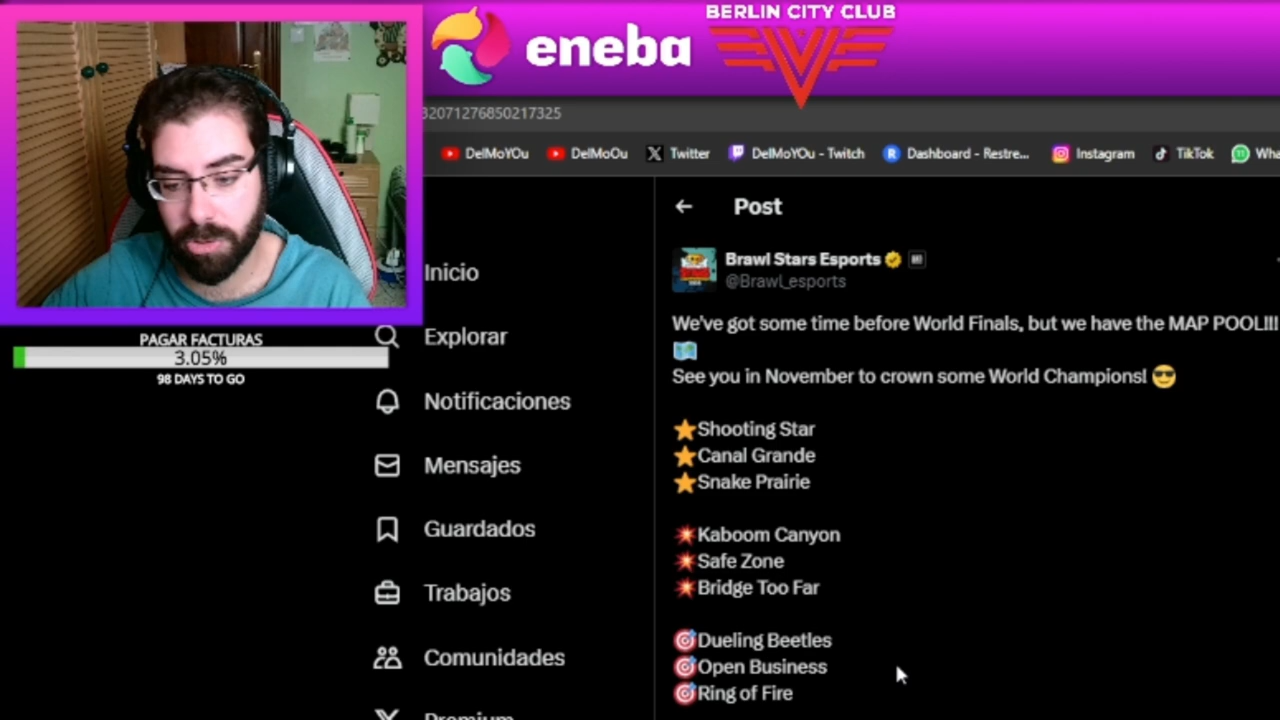 BERLIN CITY CLUB
eneba
32071276850217325
DelMoYOu
DelMoOu
Twitter
DelMoYOu - Twitch
Dashboard - Restre...
Instagram
TikTok
Wha
Post
Brawl Stars Esports
@Brawl_esports
We've got some time before World Finals, but we have the MAP POOL!!!
See you in November to crown some World Champions!
Shooting Star
Canal Grande
Snake Prairie
Kaboom Canyon
Safe Zone
Bridge Too Far
Dueling Beetles
Open Business
Ring of Fire
Inicio
Explorar
Notificaciones
Mensajes
Guardados
Trabajos
Comunidades
Premium
PAGAR FACTURAS
3.05%
98 DAYS TO GO